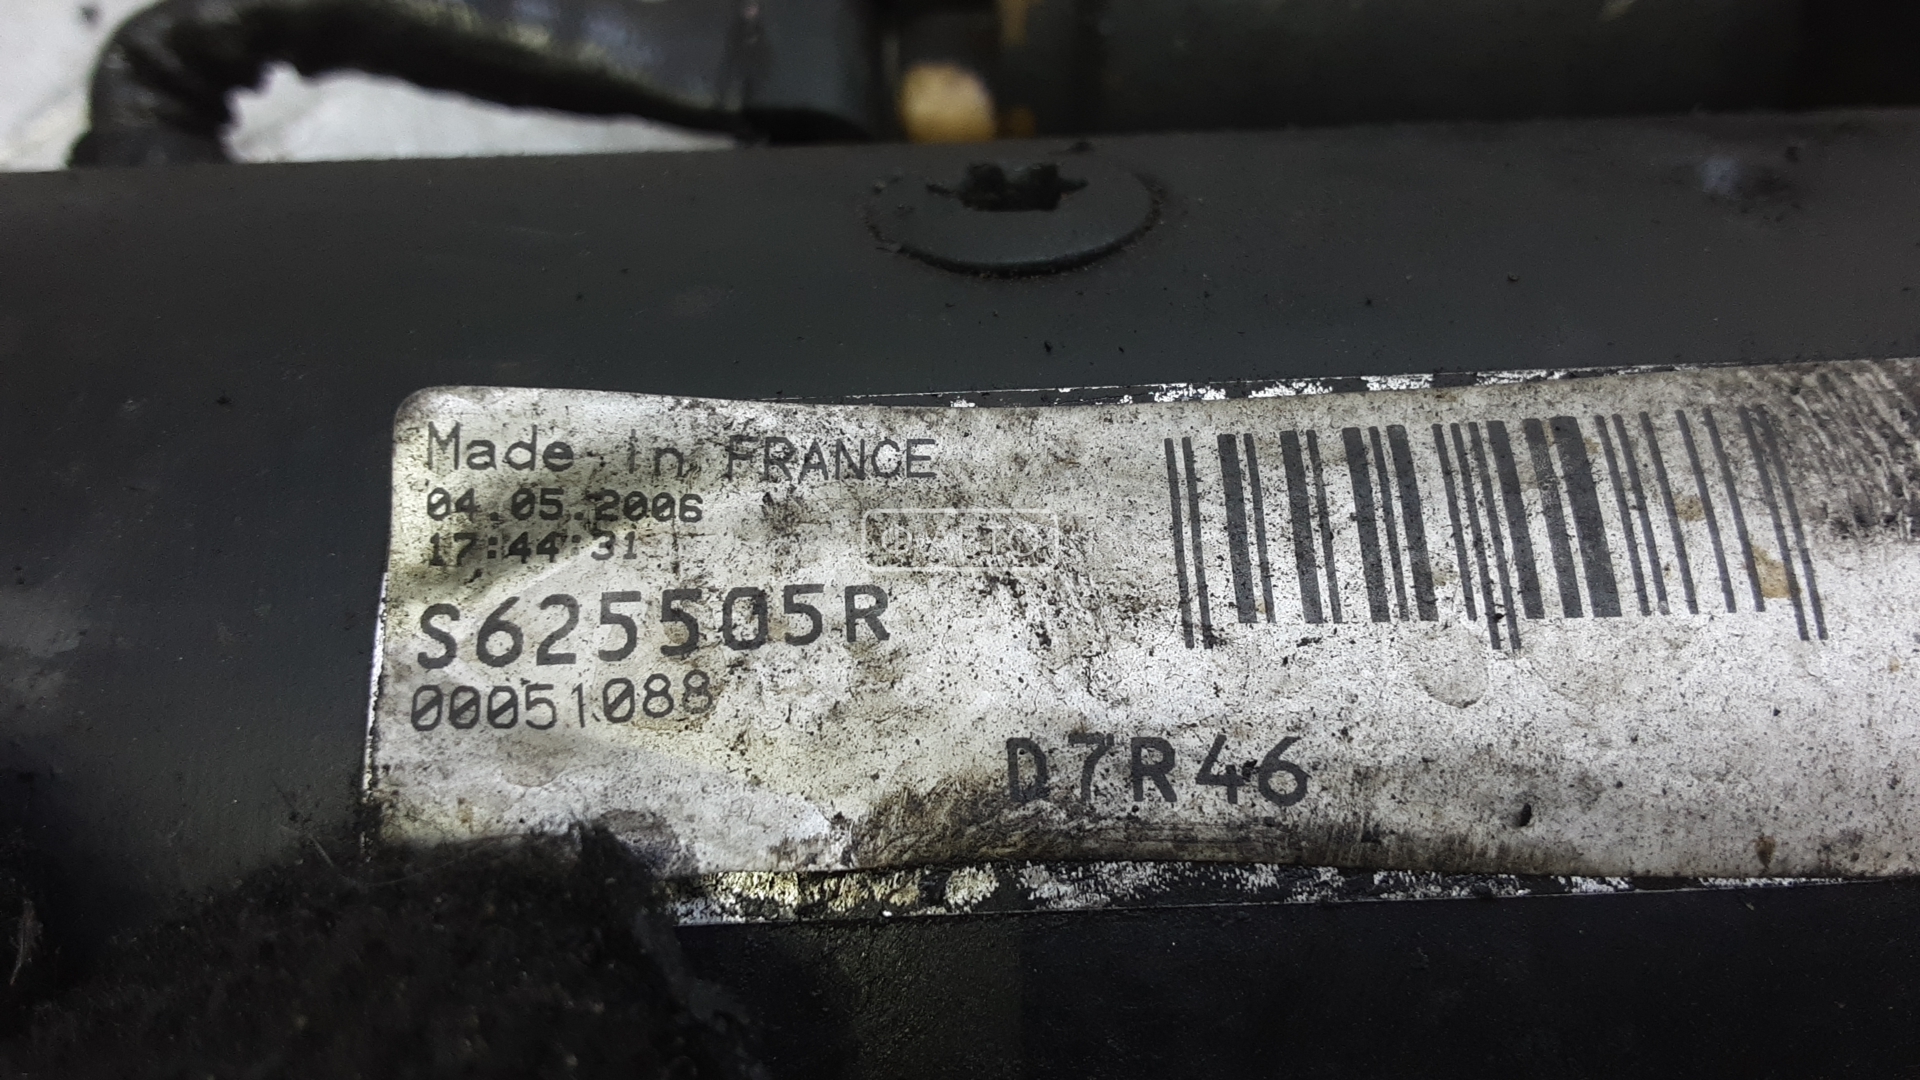 Made In FRANCE
04.05.2006
17:44:31
S625505R
00051088
D7R46